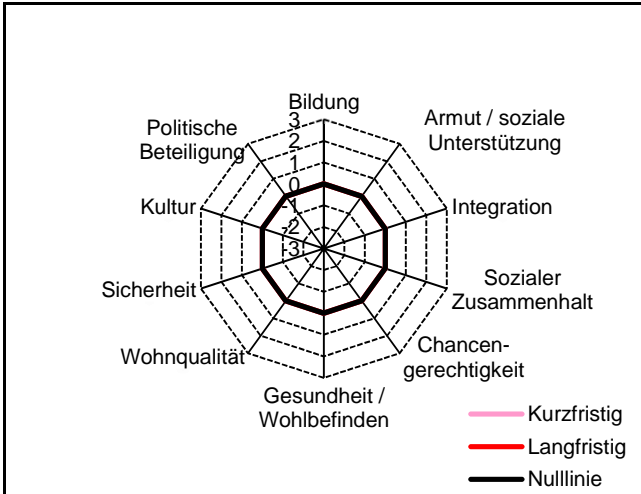 Bildung
Armut / soziale
Unterstützung
Integration
Sozialer
Zusammenhalt
Chancen-
gerechtigkeit
Gesundheit /
Wohlbefinden
Wohnqualität
Sicherheit
Kultur
Politische
Beteiligung
3
2
1
0
-1
-2
-3
Kurzfristig
Langfristig
Nulllinie